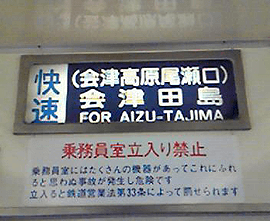 快速
(会津高原尾瀬口)
会津田島
FOR AIZU-TAJIMA
乗務員室立入り禁止
乗務員室にはたくさんの機器があってこれにふれ
ると思わぬ事故が発生し危険です
立入ると鉄道営業法第33条によって罰せられます